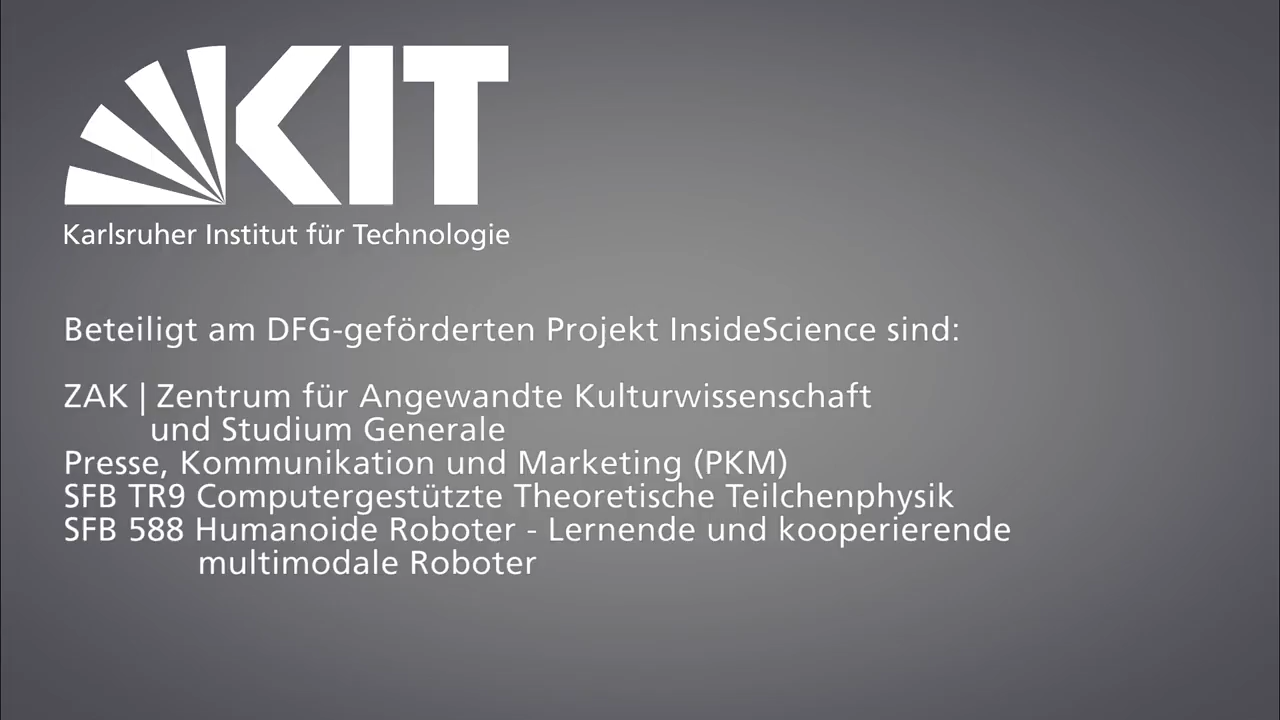 KIT
Karlsruher Institut für Technologie
Beteiligt am DFG-geförderten Projekt InsideScience sind:
ZAK | Zentrum für Angewandte Kulturwissenschaft
und Studium Generale
Presse, Kommunikation und Marketing (PKM)
SFB TR9 Computergestützte Theoretische Teilchenphysik
SFB 588 Humanoide Roboter - Lernende und kooperierende
multimodale Roboter